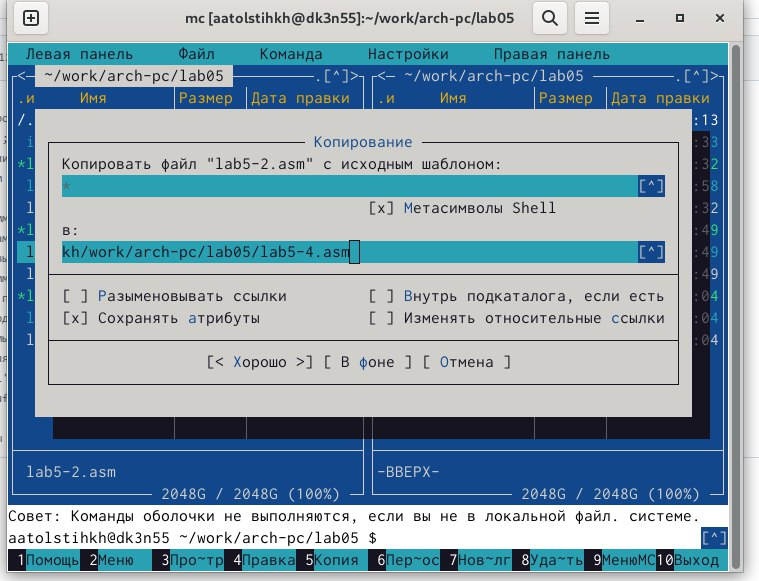 mc [aatolstihkh@dk3n55]:~/work/arch-pc/lab05
Левая панель Файл Команда Настройки Правая панель
<— ~/work/arch-pc/lab05 .[^]> <— ~/work/arch-pc/lab05 .[^]>
.и Имя Размер Дата правки .и Имя Размер Дата правки
/. :13
Копирование
Копировать файл "lab5-2.asm" с исходным шаблоном:
* [^]
[x] Метасимволы Shell
в:
kh/work/arch-pc/lab05/lab5-4.asm [^]
[ ] Разыменовывать ссылки [ ] Внутрь подкаталога, если есть
[x] Сохранять атрибуты [ ] Изменять относительные ссылки
[< Хорошо >] [ В фоне ] [ Отмена ]
lab5-2.asm -ВВЕРХ-
2048G / 2048G (100%) 2048G / 2048G (100%)
Совет: Команды оболочки не выполняются, если вы не в локальной файл. системе.
aatolstihkh@dk3n55 ~/work/arch-pc/lab05 $ [^]
1Помощь 2Меню 3Про~тр 4Правка 5Копия 6Пер~ос 7Нов~лг 8Уда~ть 9МенюMC 10Выход